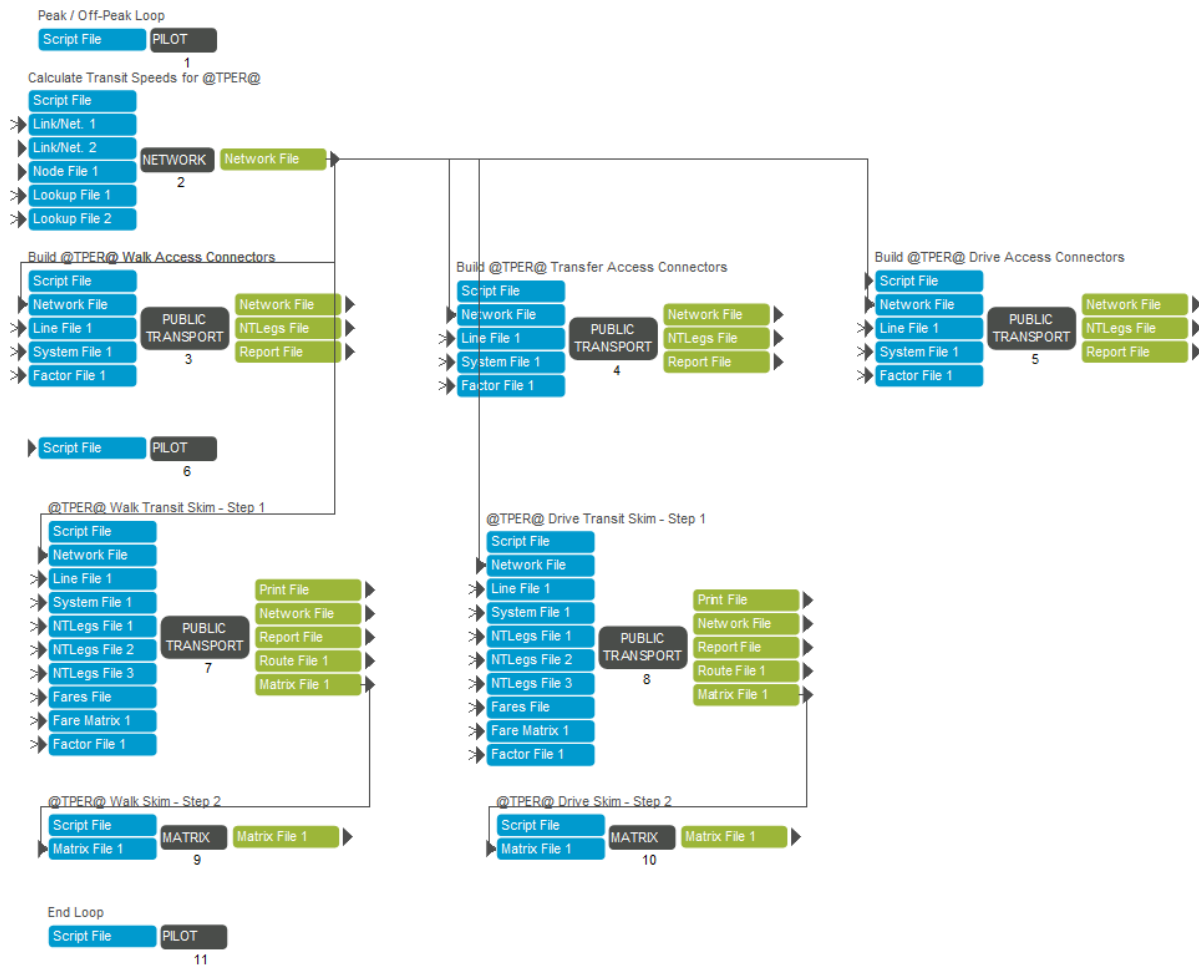 Peak / Off-Peak Loop
Script File
PILOT
1
Calculate Transit Speeds for @TPER@
Script File
Link/Net. 1
Link/Net. 2
Node File 1
Lookup File 1
Lookup File 2
NETWORK
2
Network File
Build @TPER@ Walk Access Connectors
Script File
Network File
Line File 1
System File 1
Factor File 1
PUBLIC
TRANSPORT
3
Network File
NTLegs File
Report File
Build @TPER@ Transfer Access Connectors
Script File
Network File
Line File 1
System File 1
Factor File 1
PUBLIC
TRANSPORT
4
Network File
NTLegs File
Report File
Build @TPER@ Drive Access Connectors
Script File
Network File
Line File 1
System File 1
Factor File 1
PUBLIC
TRANSPORT
5
Network File
NTLegs File
Report File
Script File
PILOT
6
@TPER@ Walk Transit Skim - Step 1
Script File
Network File
Line File 1
System File 1
NTLegs File 1
NTLegs File 2
NTLegs File 3
Fares File
Fare Matrix 1
Factor File 1
PUBLIC
TRANSPORT
7
Print File
Network File
Report File
Route File 1
Matrix File 1
@TPER@ Drive Transit Skim - Step 1
Script File
Network File
Line File 1
System File 1
NTLegs File 1
NTLegs File 2
NTLegs File 3
Fares File
Fare Matrix 1
Factor File 1
PUBLIC
TRANSPORT
8
Print File
Network File
Report File
Route File 1
Matrix File 1
@TPER@ Walk Skim - Step 2
Script File
Matrix File 1
MATRIX
9
Matrix File 1
@TPER@ Drive Skim - Step 2
Script File
Matrix File 1
MATRIX
10
Matrix File 1
End Loop
Script File
PILOT
11